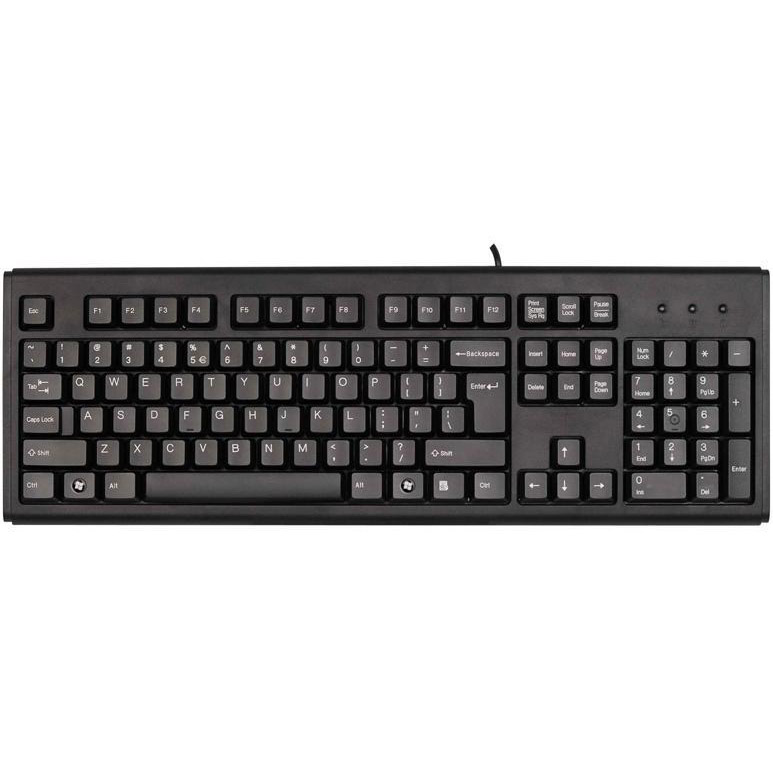 Esc F1 F2 F3 F4 F5 F6 F7 F8 F9 F10 F11 F12 Print Screen Sys Rq Scroll Lock Pause Break
~ ! @ # $ % ^ & * ( ) _ +
` 1 2 3 4 5 € 6 7 8 9 0 - = ←Backspace Insert Home Page Up Num Lock / * -
Tab Q W E R T Y U I O P { [ } ] Enter Delete End Page Down 7 Home 8 ↑ 9 PgUp +
Caps Lock A S D F G H J K L : ; " ' | \ 4 ← 5 6 →
⇧ Shift Z X C V B N M < , > . ? / ⇧ Shift ↑ 1 End 2 ↓ 3 PgDn Enter
Ctrl Alt Alt Ctrl ← ↓ → 0 Ins . Del